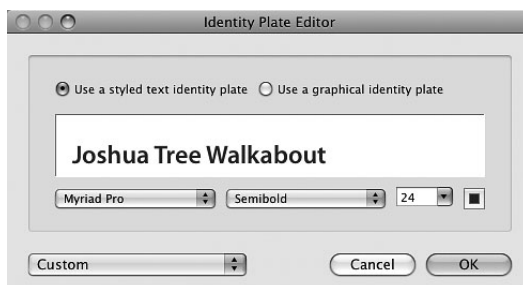 Identity Plate Editor
Use a styled text identity plate Use a graphical identity plate
Joshua Tree Walkabout
Myriad Pro Semibold 24
Custom Cancel OK